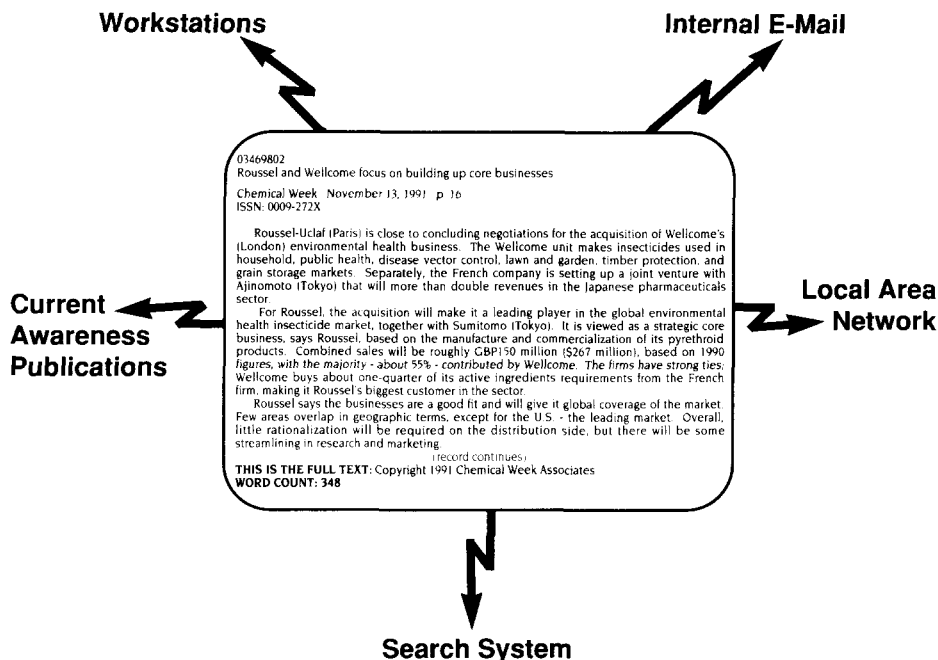 Workstations
Internal E-Mail
03469802
Roussel and Wellcome focus on building up core businesses
Chemical Week November 13, 1991 p 16
ISSN: 0009-272X
Roussel-Uclaf (Paris) is close to concluding negotiations for the acquisition of Wellcome's
(London) environmental health business. The Wellcome unit makes insecticides used in
household, public health, disease vector control, lawn and garden, timber protection, and
grain storage markets. Separately, the French company is setting up a joint venture with
Ajinomoto (Tokyo) that will more than double revenues in the Japanese pharmaceuticals
sector.
For Roussel, the acquisition will make it a leading player in the global environmental
health insecticide market, together with Sumitomo (Tokyo). It is viewed as a strategic core
business, says Roussel, based on the manufacture and commercialization of its pyrethroid
products. Combined sales will be roughly GBP150 million ($267 million), based on 1990
figures, with the majority - about 55% - contributed by Wellcome. The firms have strong ties;
Wellcome buys about one-quarter of its active ingredients requirements from the French
firm, making it Roussel's biggest customer in the sector.
Roussel says the businesses are a good fit and will give it global coverage of the market.
Few areas overlap in geographic terms, except for the U.S. - the leading market. Overall,
little rationalization will be required on the distribution side, but there will be some
streamlining in research and marketing.
(record continues)
THIS IS THE FULL TEXT: Copyright 1991 Chemical Week Associates
WORD COUNT: 348
Current
Awareness
Publications
Local Area
Network
Search System